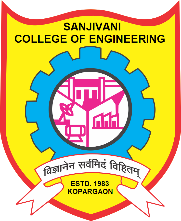 SANJIVANI
COLLEGE OF ENGINEERING
विज्ञानेन सर्वमिदं विहितम्
ESTD. 1983
KOPARGAON